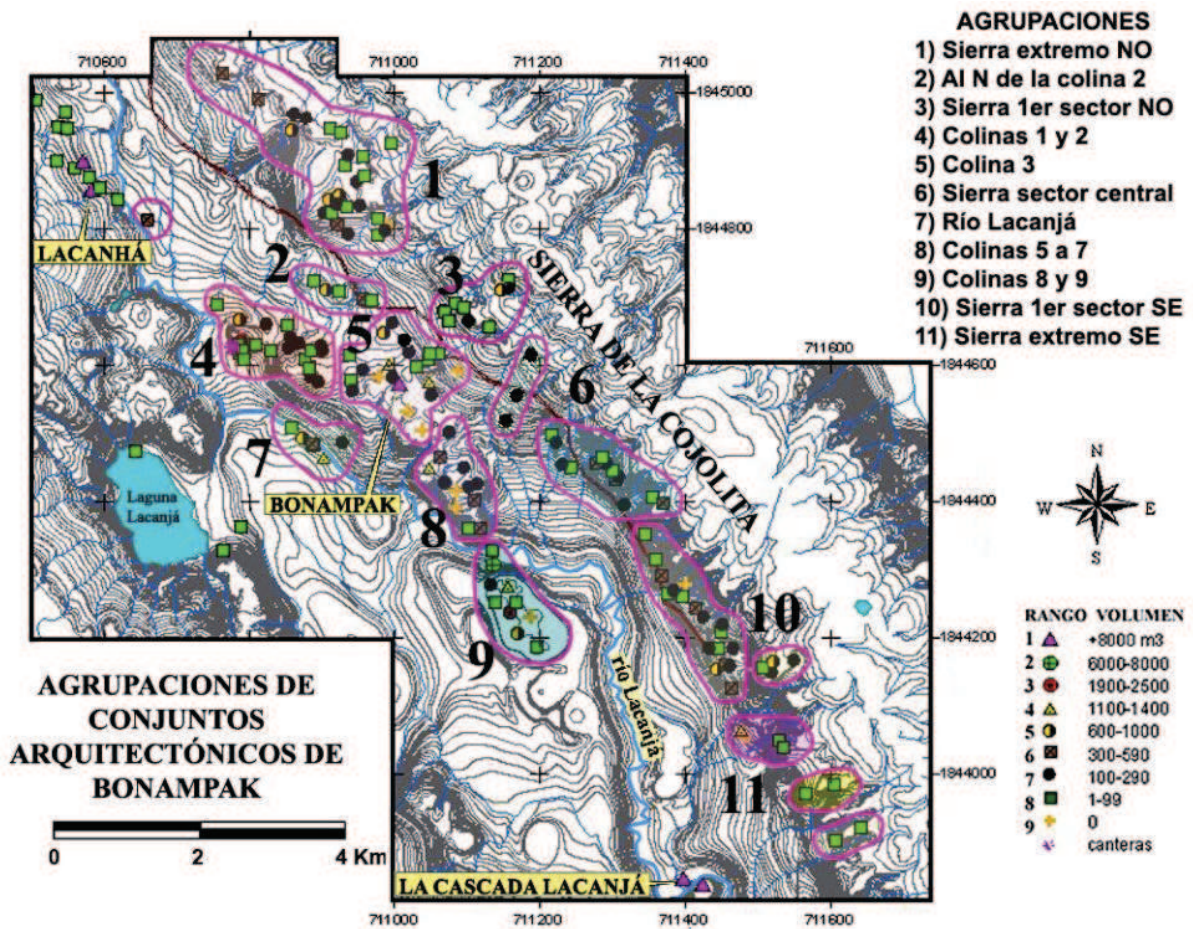 AGRUPACIONES
1) Sierra extremo NO
2) Al N de la colina 2
3) Sierra 1er sector NO
4) Colinas 1 y 2
5) Colina 3
6) Sierra sector central
7) Río Lacanjá
8) Colinas 5 a 7
9) Colinas 8 y 9
10) Sierra 1er sector SE
11) Sierra extremo SE
710600
711000
711200
711400
1845000
1
1844800
LACANHÁ
2
3
SIERRA DE LA COJOLITA
4
5
6
711600
1844600
7
BONAMPAK
Laguna
Lacanjá
8
1844400
N
W
E
S
9
10
1844200
río Lacanjá
11
1844000
LA CASCADA LACANJÁ
711000
711200
711400
711600
AGRUPACIONES DE
CONJUNTOS
ARQUITECTÓNICOS DE
BONAMPAK
0 2 4 Km
RANGO VOLUMEN
1 +8000 m3
2 6000-8000
3 1900-2500
4 1100-1400
5 600-1000
6 300-590
7 100-290
8 1-99
9 0
canteras